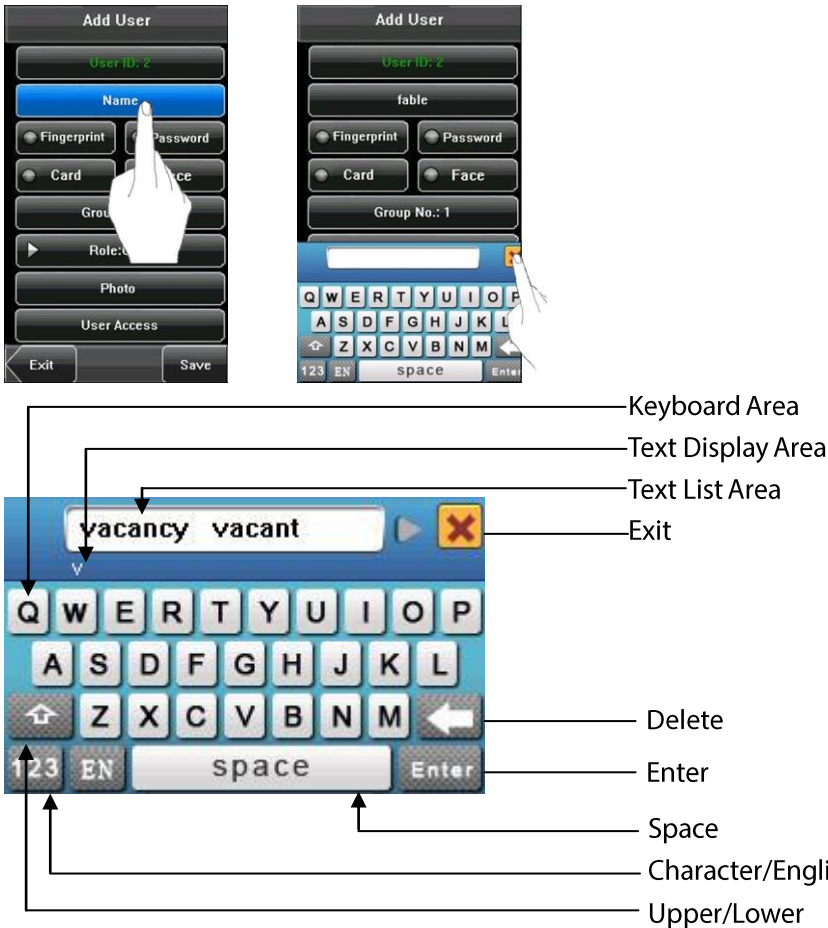 Add User
User ID: 2
Name
Fingerprint Password
Card
Role:
Photo
User Access
Exit Save
Add User
User ID: 2
fable
Fingerprint Password
Card Face
Group No.: 1
Q W E R T Y U I O P
A S D F G H J K L
Z X C V B N M
123 EN space Enter
Keyboard Area
Text Display Area
Text List Area
Exit
vacancy vacant
v
Q W E R T Y U I O P
A S D F G H J K L
Z X C V B N M
123 EN space Enter
Delete
Enter
Space
Character/Engli
Upper/Lower